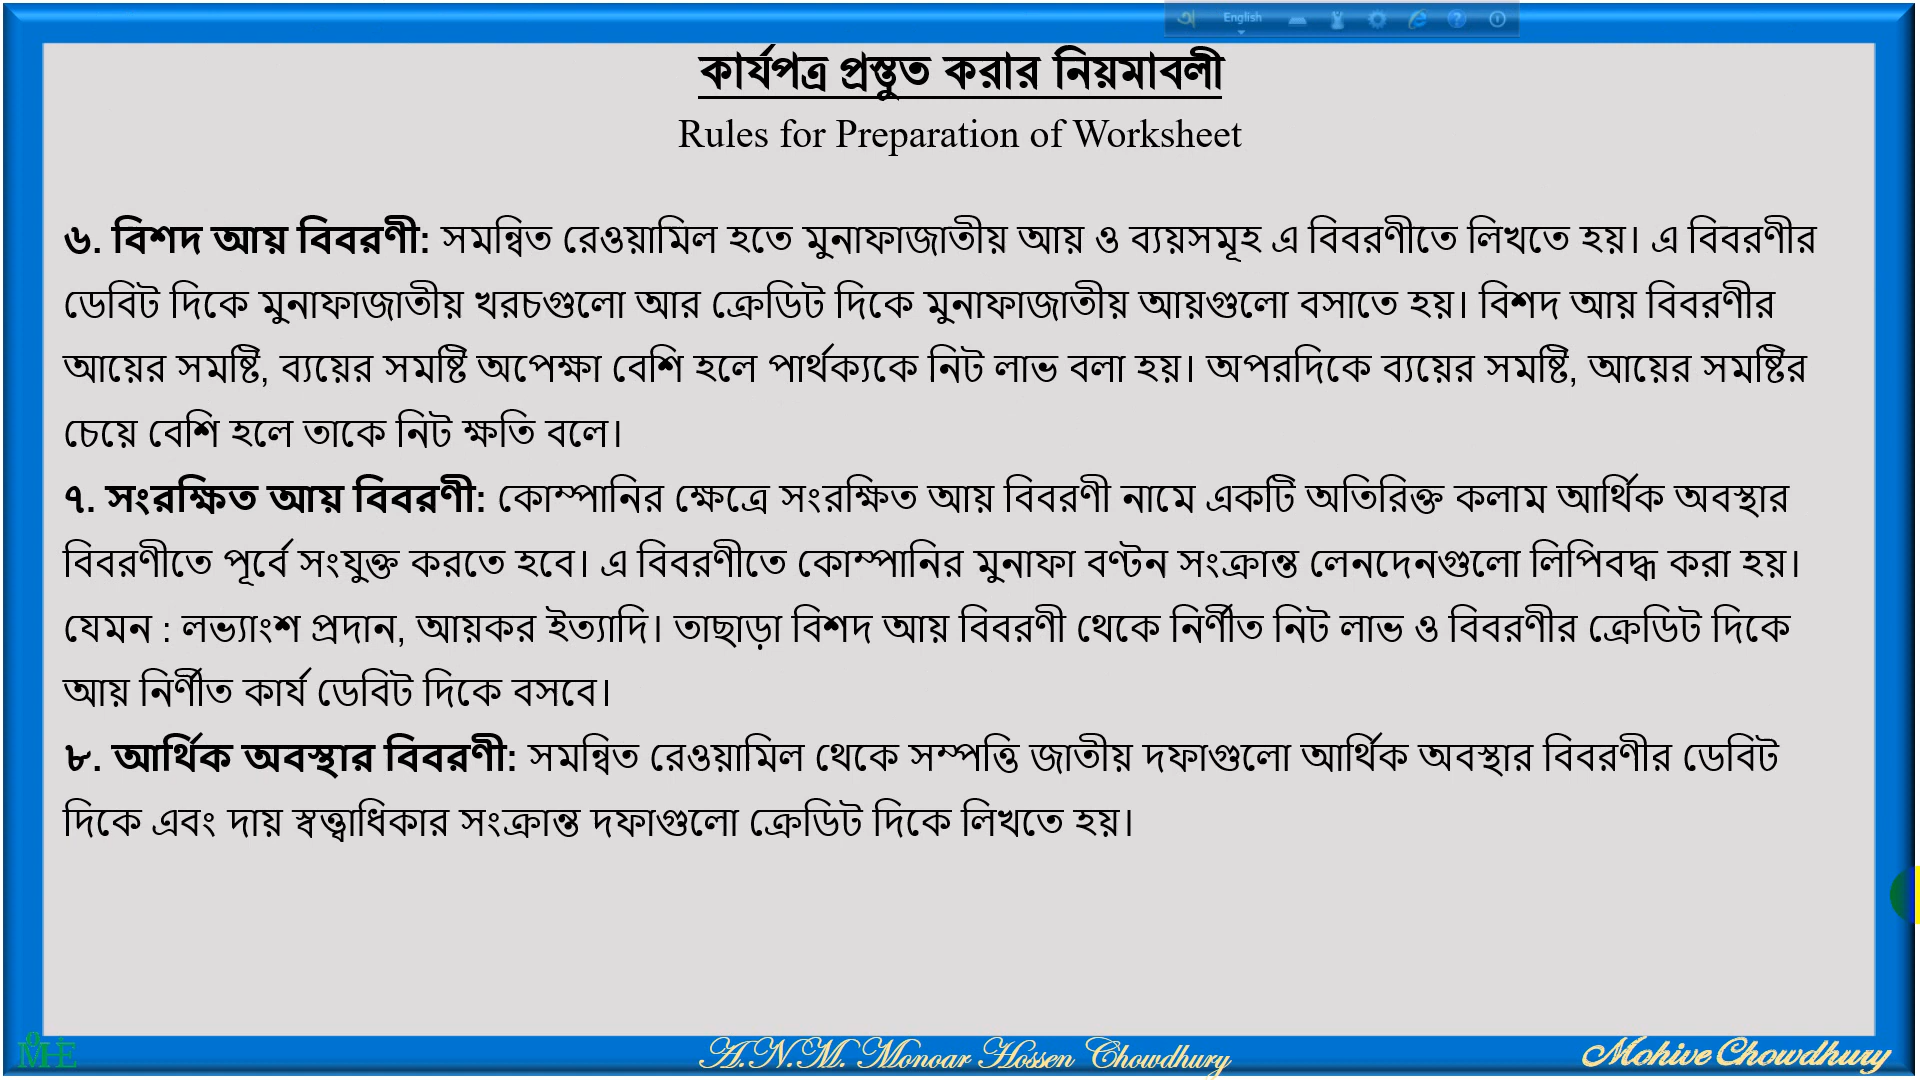 English
কার্যপত্র প্রস্তুত করার নিয়মাবলী
Rules for Preparation of Worksheet
৬. বিশদ আয় বিবরণী: সমন্বিত রেওয়ামিল হতে মুনাফাজাতীয় আয় ও ব্যয়সমূহ এ বিবরণীতে লিখতে হয়। এ বিবরণীর
ডেবিট দিকে মুনাফাজাতীয় খরচগুলো আর ক্রেডিট দিকে মুনাফাজাতীয় আয়গুলো বসাতে হয়। বিশদ আয় বিবরণীর
আয়ের সমষ্টি, ব্যয়ের সমষ্টি অপেক্ষা বেশি হলে পার্থক্যকে নিট লাভ বলা হয়। অপরদিকে ব্যয়ের সমষ্টি, আয়ের সমষ্টির
চেয়ে বেশি হলে তাকে নিট ক্ষতি বলে।
৭. সংরক্ষিত আয় বিবরণী: কোম্পানির ক্ষেত্রে সংরক্ষিত আয় বিবরণী নামে একটি অতিরিক্ত কলাম আর্থিক অবস্থার
বিবরণীতে পূর্বে সংযুক্ত করতে হবে। এ বিবরণীতে কোম্পানির মুনাফা বণ্টন সংক্রান্ত লেনদেনগুলো লিপিবদ্ধ করা হয়।
যেমন : লভ্যাংশ প্রদান, আয়কর ইত্যাদি। তাছাড়া বিশদ আয় বিবরণী থেকে নির্ণীত নিট লাভ ও বিবরণীর ক্রেডিট দিকে
আয় নির্ণীত কার্য ডেবিট দিকে বসবে।
৮. আর্থিক অবস্থার বিবরণী: সমন্বিত রেওয়ামিল থেকে সম্পত্তি জাতীয় দফাগুলো আর্থিক অবস্থার বিবরণীর ডেবিট
দিকে এবং দায় স্বত্ত্বাধিকার সংক্রান্ত দফাগুলো ক্রেডিট দিকে লিখতে হয়।
A.N.M. Monoar Hossen Chowdhury
Mohive Chowdhury